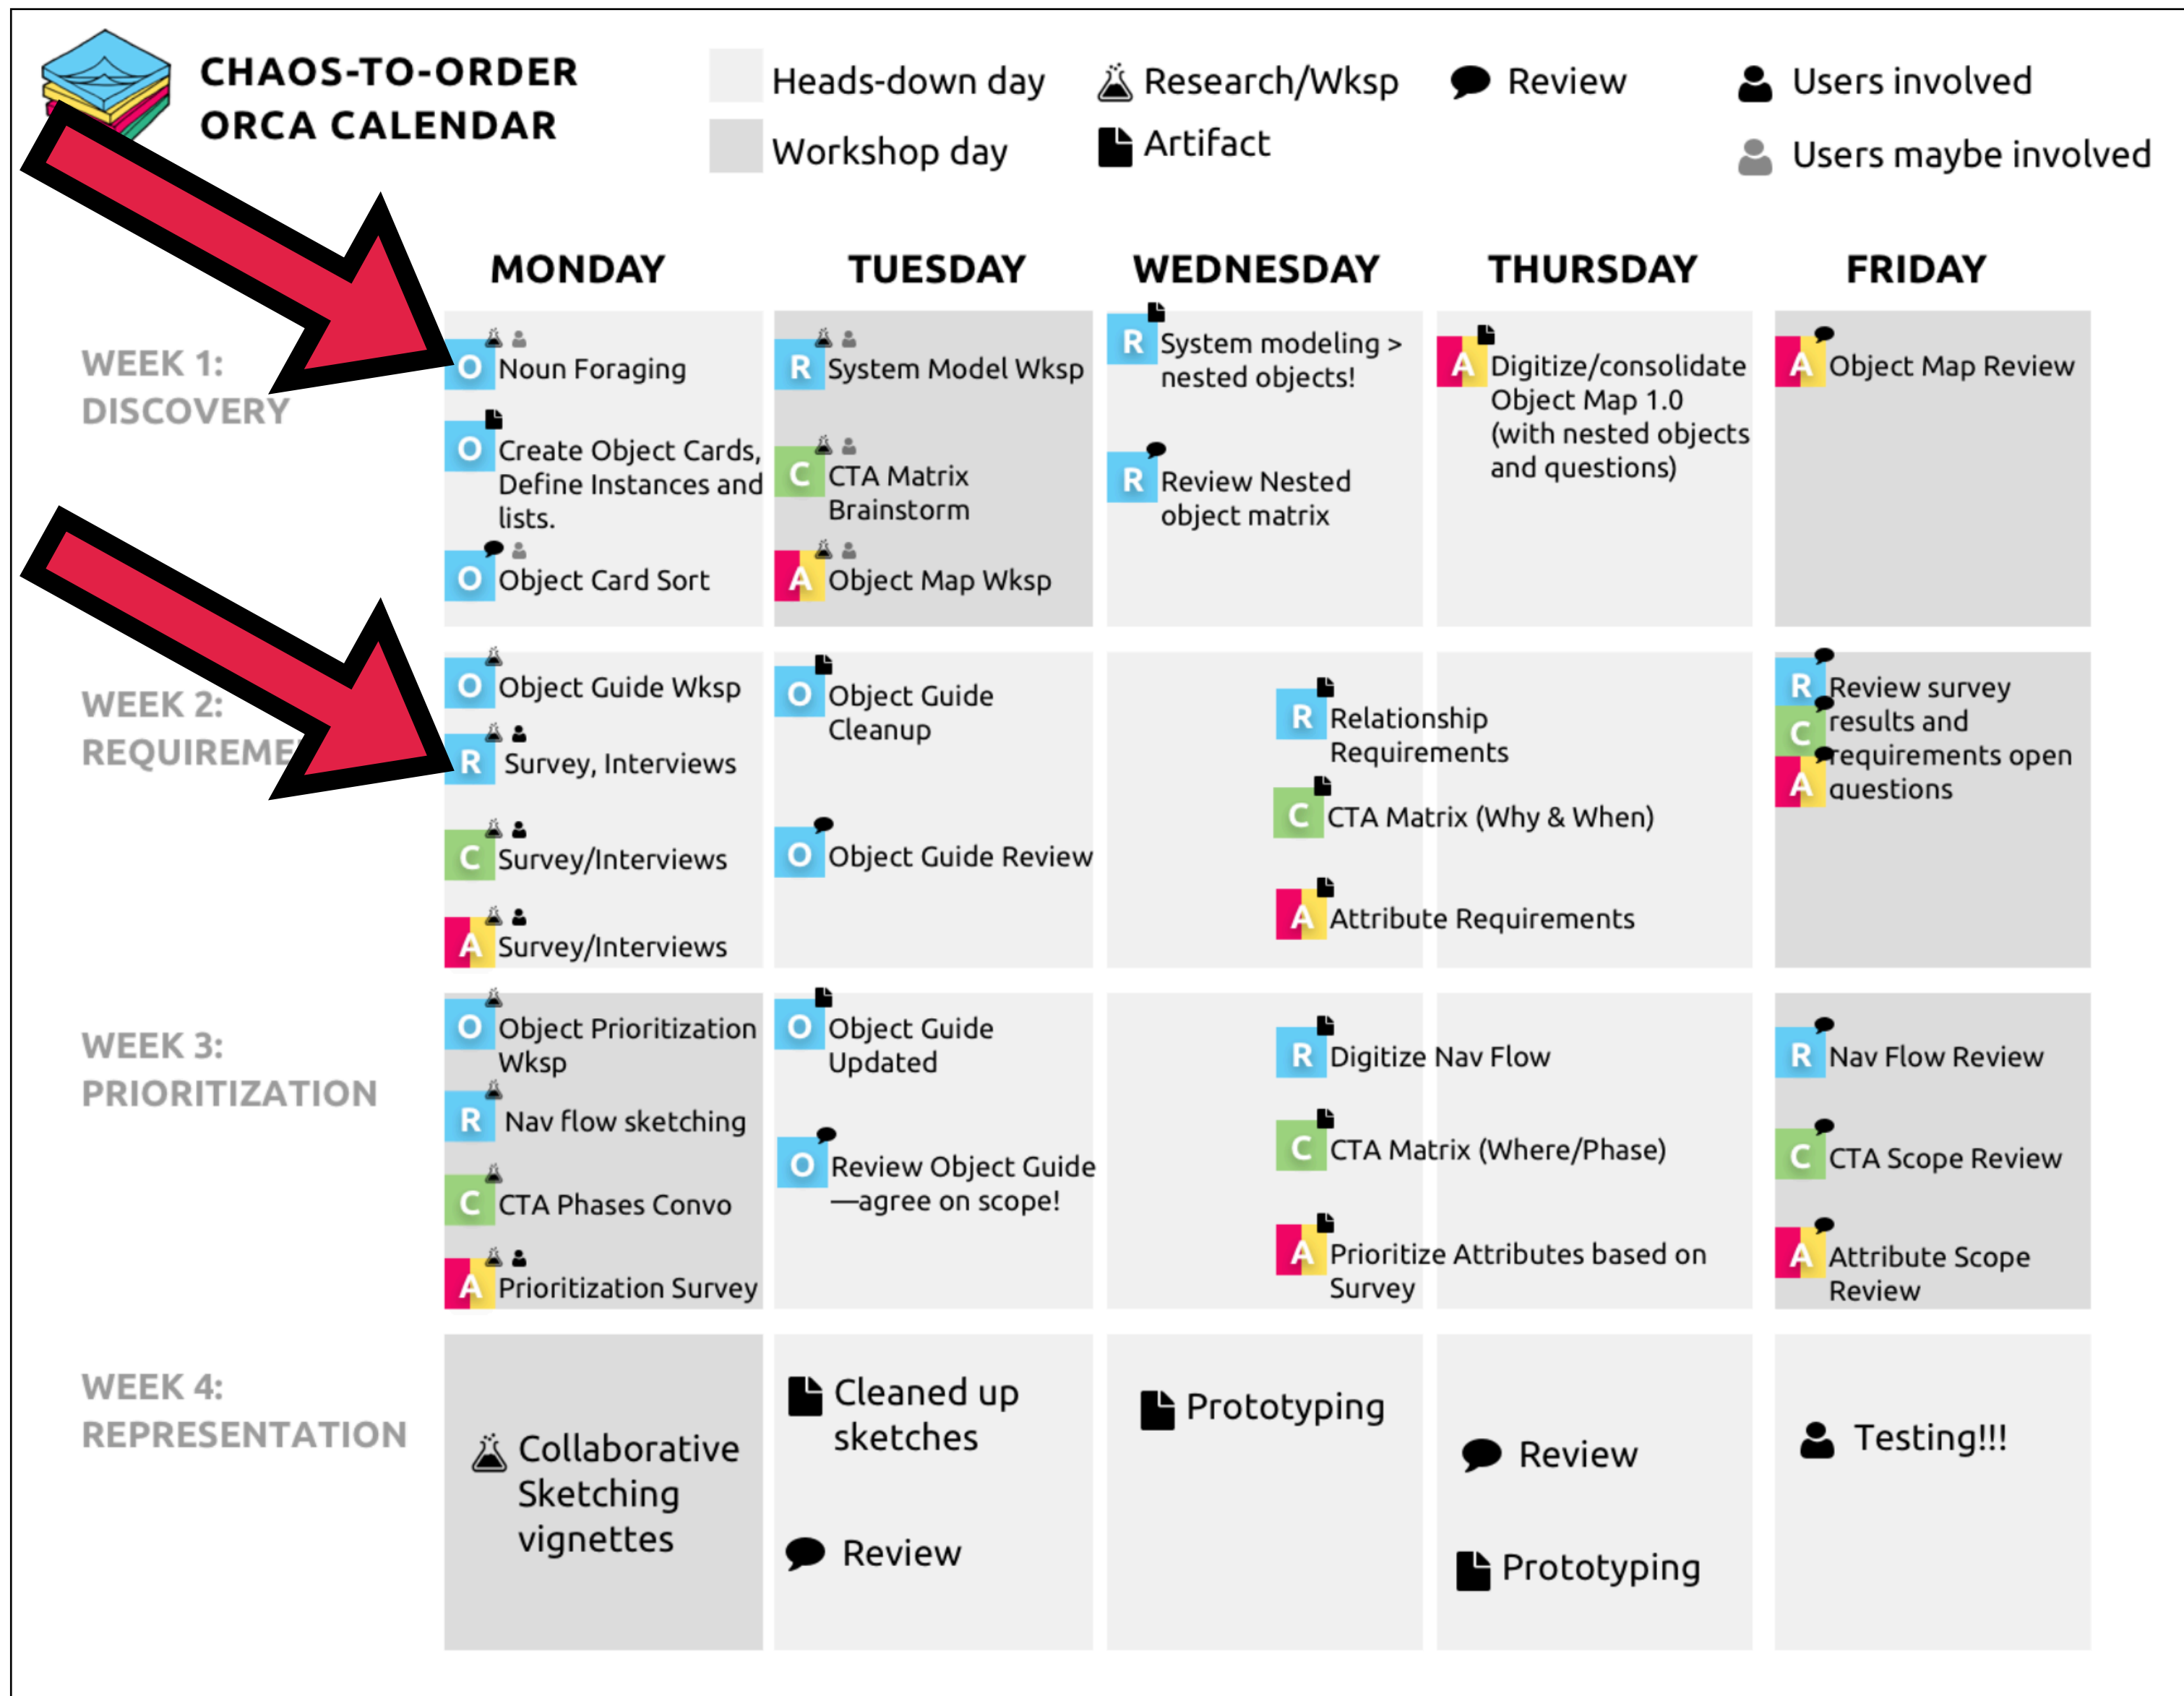 CHAOS-TO-ORDER
ORCA CALENDAR
Heads-down day
Workshop day
Research/Wksp
Artifact
Review
Users involved
Users maybe involved
MONDAY
TUESDAY
WEDNESDAY
THURSDAY
FRIDAY
WEEK 1:
DISCOVERY
O Noun Foraging
O Create Object Cards,
Define Instances and
lists.
O Object Card Sort
R System Model Wksp
C CTA Matrix
Brainstorm
A Object Map Wksp
R System modeling >
nested objects!
R Review Nested
object matrix
A Digitize/consolidate
Object Map 1.0
(with nested objects
and questions)
A Object Map Review
WEEK 2:
REQUIREME
O Object Guide Wksp
R Survey, Interviews
C Survey/Interviews
A Survey/Interviews
O Object Guide
Cleanup
O Object Guide Review
R Relationship
Requirements
C CTA Matrix (Why & When)
A Attribute Requirements
R Review survey
C results and
requirements open
A questions
WEEK 3:
PRIORITIZATION
O Object Prioritization
Wksp
R Nav flow sketching
C CTA Phases Convo
A Prioritization Survey
O Object Guide
Updated
O Review Object Guide
—agree on scope!
R Digitize Nav Flow
C CTA Matrix (Where/Phase)
A Prioritize Attributes based on
Survey
R Nav Flow Review
C CTA Scope Review
A Attribute Scope
Review
WEEK 4:
REPRESENTATION
Collaborative
Sketching
vignettes
Cleaned up
sketches
Review
Prototyping
Review
Prototyping
Testing!!!